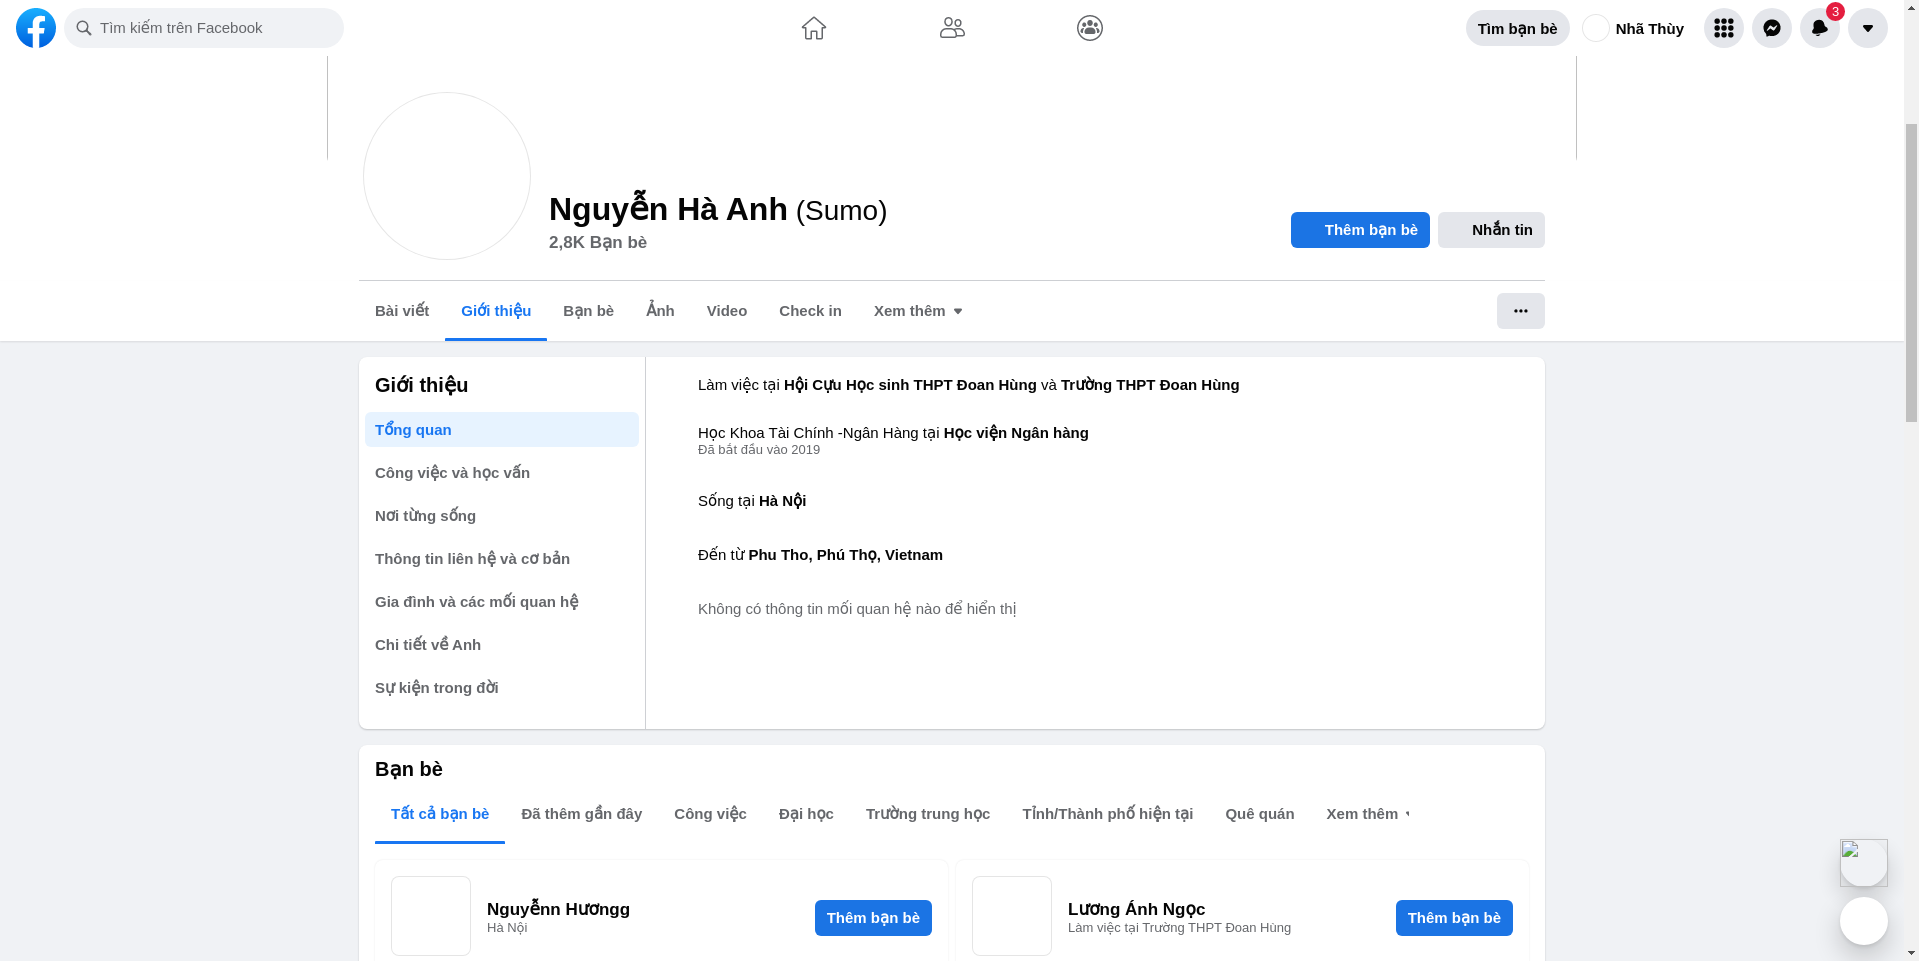 Tìm kiếm trên Facebook
Tìm bạn bè
Nhã Thùy
3
Nguyễn Hà Anh (Sumo)
2,8K Bạn bè
Thêm bạn bè
Nhắn tin
Bài viết Giới thiệu Bạn bè Ảnh Video Check in Xem thêm
Giới thiệu
Tổng quan
Công việc và học vấn
Nơi từng sống
Thông tin liên hệ và cơ bản
Gia đình và các mối quan hệ
Chi tiết về Anh
Sự kiện trong đời
Làm việc tại Hội Cựu Học sinh THPT Đoan Hùng và Trường THPT Đoan Hùng
Học Khoa Tài Chính -Ngân Hàng tại Học viện Ngân hàng
Đã bắt đầu vào 2019
Sống tại Hà Nội
Đến từ Phu Tho, Phú Thọ, Vietnam
Không có thông tin mối quan hệ nào để hiển thị
Bạn bè
Tất cả bạn bè Đã thêm gần đây Công việc Đại học Trường trung học Tỉnh/Thành phố hiện tại Quê quán Xem thêm
Nguyễnn Hươngg
Hà Nội
Thêm bạn bè
Lương Ánh Ngọc
Làm việc tại Trường THPT Đoan Hùng
Thêm bạn bè